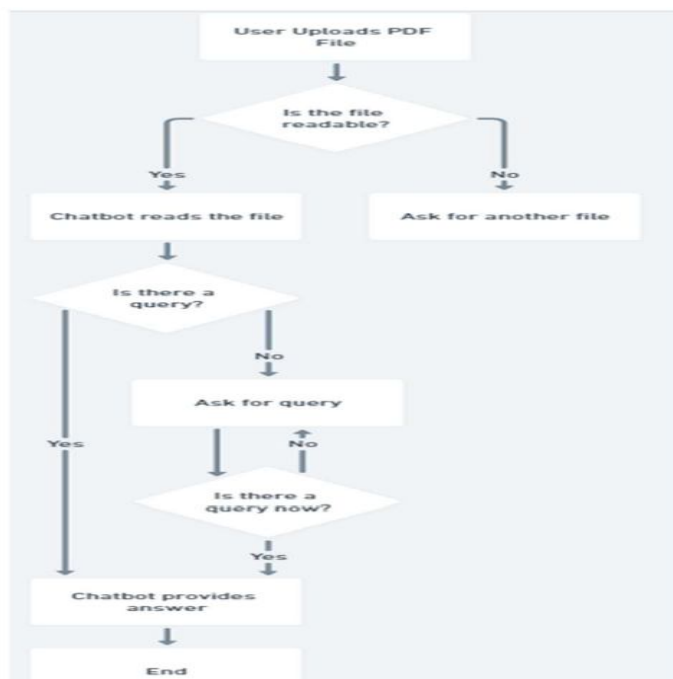 User Uploads PDF
File
Is the file
readable?
Yes
No
Chatbot reads the file
Ask for another file
Is there a
query?
No
Ask for query
Yes
No
Is there a
query now?
Yes
Chatbot provides
answer
End